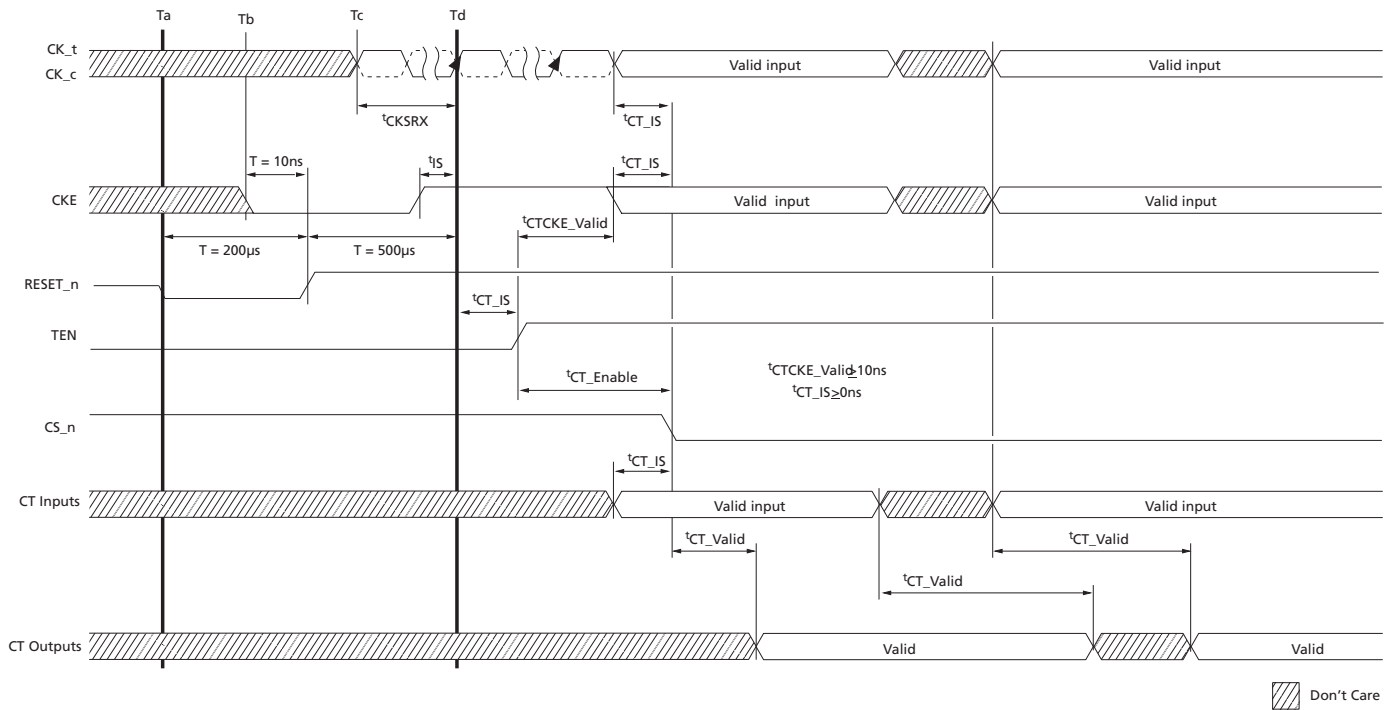 Ta Tb Tc Td
CK_t
CK_c
Valid input Valid input
tCKSRX tCT_IS
T = 10ns tIS tCT_IS
CKE Valid input Valid input
tCTCKE_Valid
T = 200µs T = 500µs
RESET_n
tCT_IS
TEN
tCT_Enable tCTCKE_Valid≥10ns
tCT_IS≥0ns
CS_n
tCT_IS
CT Inputs Valid input Valid input
tCT_Valid tCT_Valid
tCT_Valid
CT Outputs Valid Valid
Don't Care